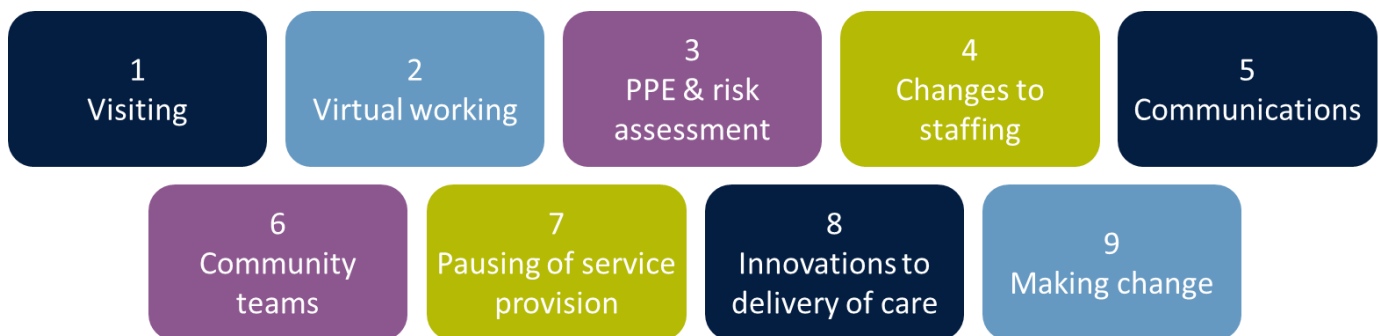 1
Visiting
2
Virtual working
3
PPE & risk
assessment
4
Changes to
staffing
5
Communications
6
Community
teams
7
Pausing of service
provision
8
Innovations to
delivery of care
9
Making change